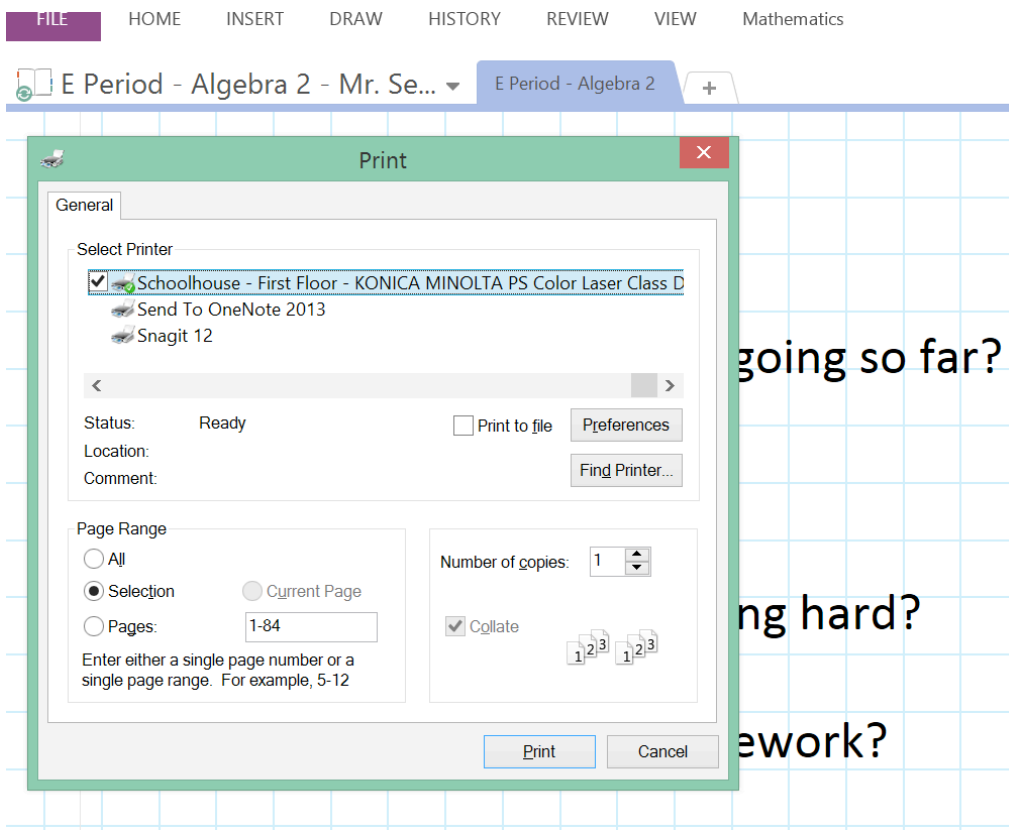 FILE HOME INSERT DRAW HISTORY REVIEW VIEW Mathematics
E Period - Algebra 2 - Mr. Se... E Period - Algebra 2 +
Print
General
Select Printer
Schoolhouse - First Floor - KONICA MINOLTA PS Color Laser Class D
Send To OneNote 2013
Snagit 12
going so far?
Status: Ready
Print to file Preferences
Location:
Find Printer...
Comment:
Page Range
All
Number of copies: 1
Selection Current Page
Pages: 1-84
Collate
1 2 3 1 2 3
ng hard?
Enter either a single page number or a
single page range. For example, 5-12
ework?
Print Cancel